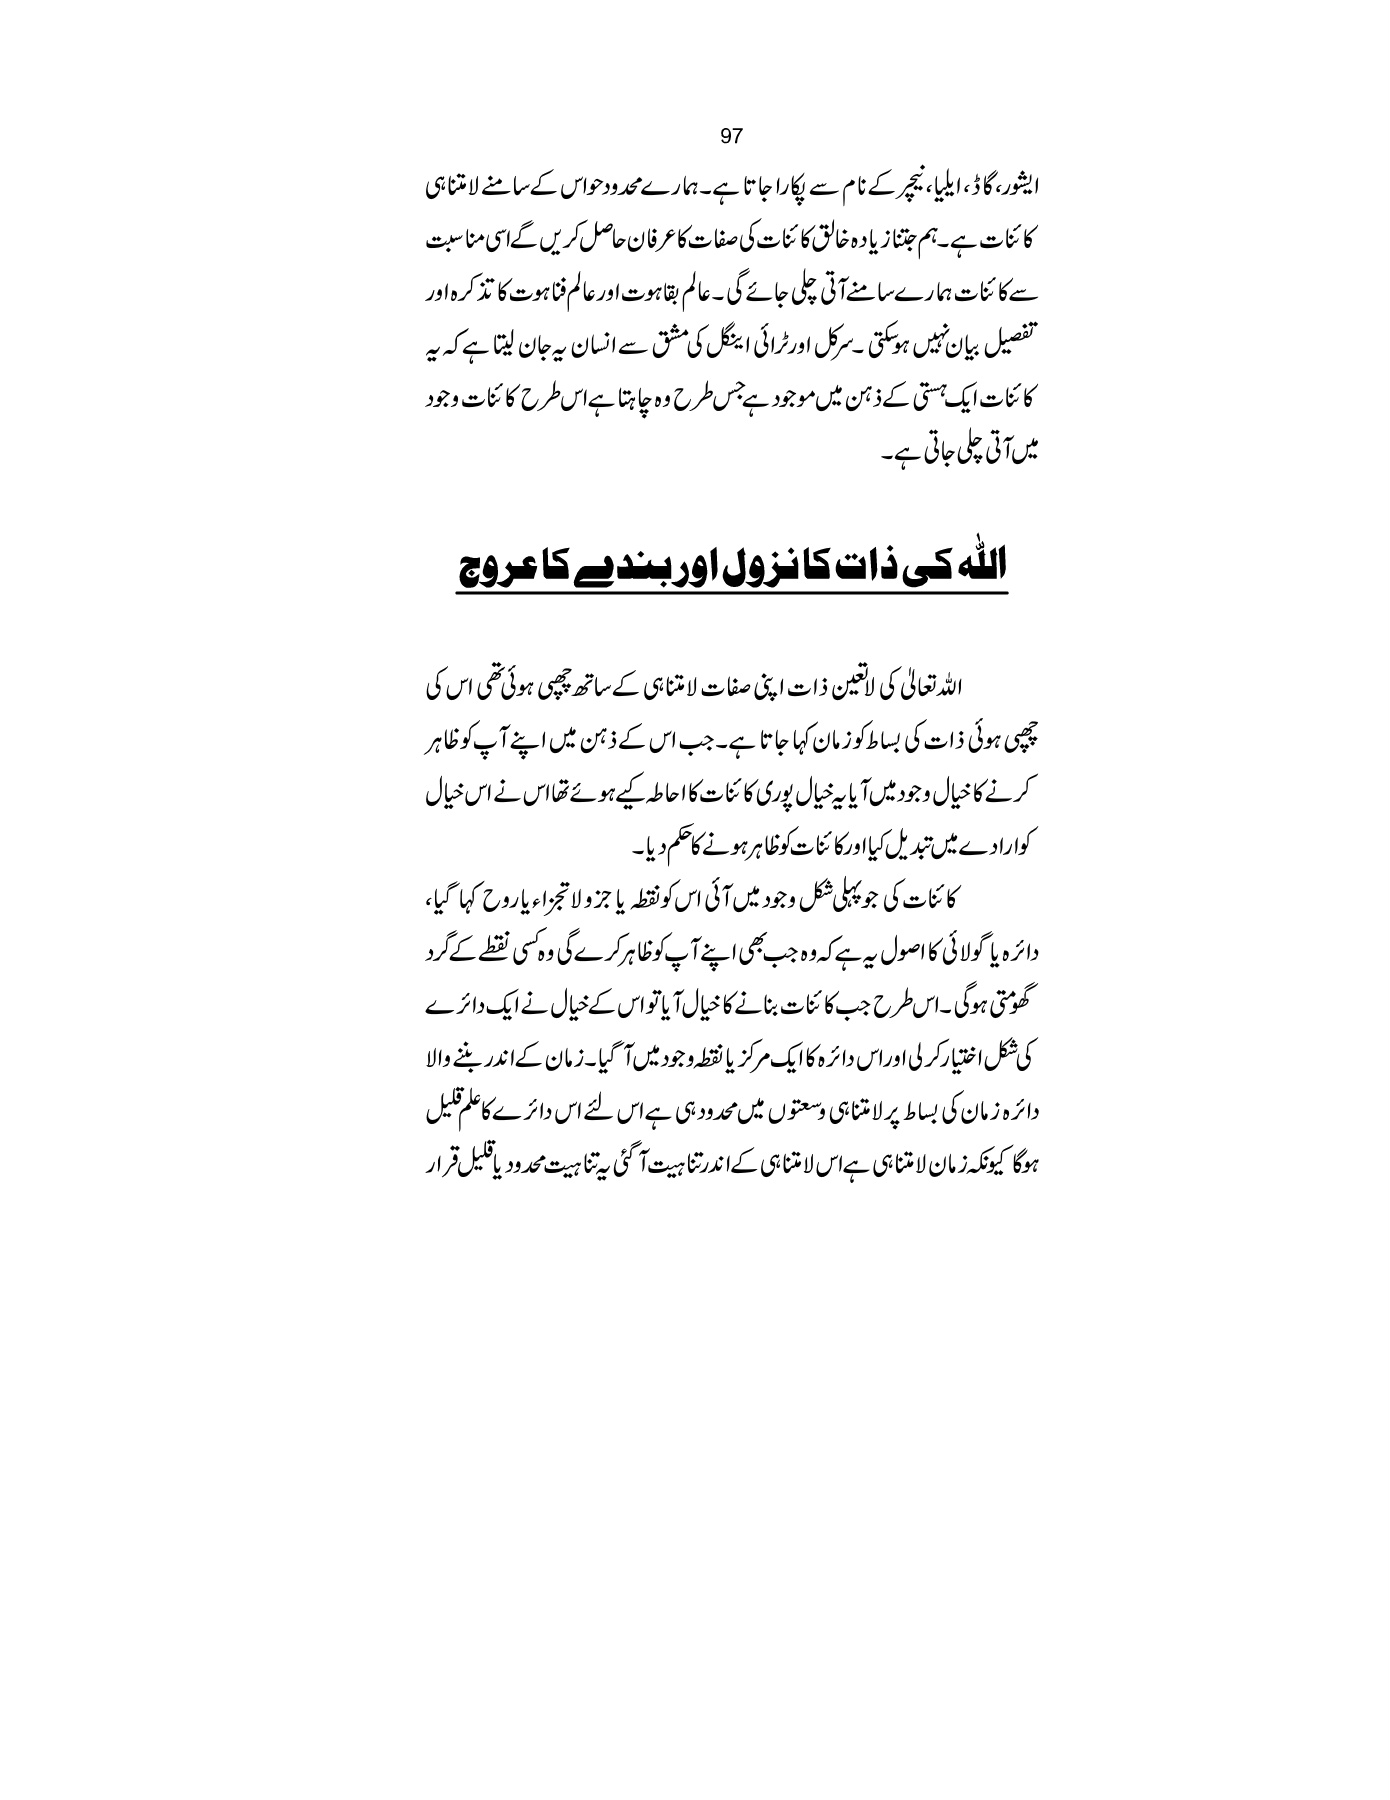 97
ایشور، گاڈ، ایلیا، نیچر کے نام سے پکارا جاتا ہے۔ ہمارے محدود حواس کے سامنے لامتناہی
کائنات ہے۔ ہم جتنا زیادہ خالق کائنات کی صفات کا عرفان حاصل کریں گے اسی مناسبت
سے کائنات ہمارے سامنے آتی چلی جائے گی۔ عالم بقاہوت اور عالم فناہوت کا تذکرہ اور
تفصیل بیان نہیں ہوسکتی۔ سرکل اور ٹرائی اینگل کی مشق سے انسان یہ جان لیتا ہے کہ یہ
کائنات ایک ہستی کے ذہن میں موجود ہے جس طرح وہ چاہتا ہے اس طرح کائنات وجود
میں آتی چلی جاتی ہے۔
اللہ کی ذات کا نزول اور بندے کا عروج
اللہ تعالیٰ کی لاتعین ذات اپنی صفات لامتناہی کے ساتھ چھپی ہوئی تھی اس کی
چھپی ہوئی ذات کی بساط کو زمان کہا جاتا ہے۔ جب اس کے ذہن میں اپنے آپ کو ظاہر
کرنے کا خیال وجود میں آیا یہ خیال پوری کائنات کا احاطہ کیے ہوئے تھا اس نے اس خیال
کو ارادے میں تبدیل کیا اور کائنات کو ظاہر ہونے کا حکم دیا۔
کائنات کی جو پہلی شکل وجود میں آئی اس کو نقطہ یا جزو لاتجزاء یا روح کہا گیا،
دائرہ یا گولائی کا اصول یہ ہے کہ وہ جب بھی اپنے آپ کو ظاہر کرے گی وہ کسی نقطے کے گرد
گھومتی ہوگی۔ اس طرح جب کائنات بنانے کا خیال آیا تو اس کے خیال نے ایک دائرے
کی شکل اختیار کر لی اور اس دائرہ کا ایک مرکز یا نقطہ وجود میں آ گیا۔ زمان کے اندر بننے والا
دائرہ زمان کی بساط پر لامتناہی وسعتوں میں محدود ہی ہے اس لئے اس دائرے کا علم قلیل
ہوگا کیونکہ زمان لامتناہی ہے اس لامتناہی کے اندر تناہیت آ گئی یہ تناہیت محدود یا قلیل قرار